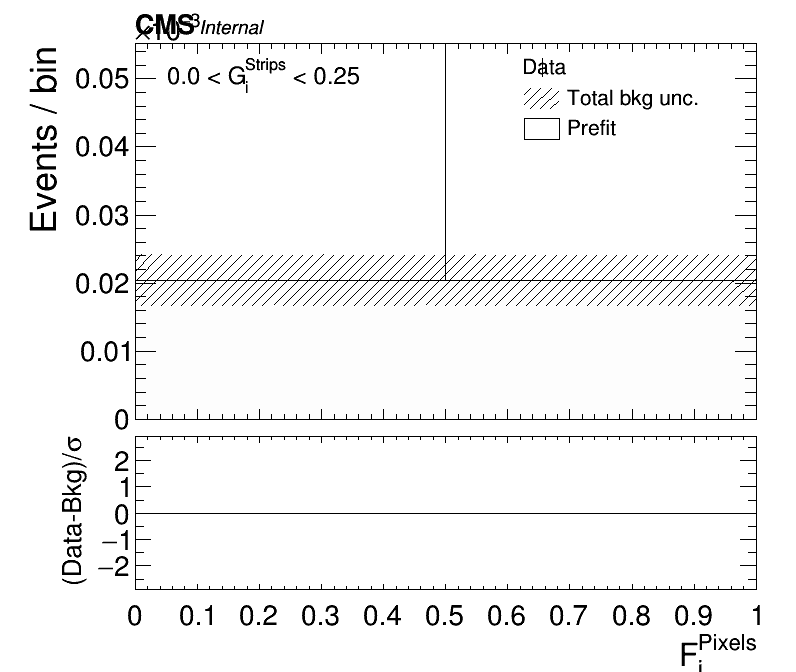 CMS Internal
×10⁻³
Events / bin
0.0 < G_i^Strips < 0.25
Data
Total bkg unc.
Prefit
0.05
0.04
0.03
0.02
0.01
0
(Data-Bkg)/σ
2
1
0
−1
−2
0 0.1 0.2 0.3 0.4 0.5 0.6 0.7 0.8 0.9 1
F_i^Pixels